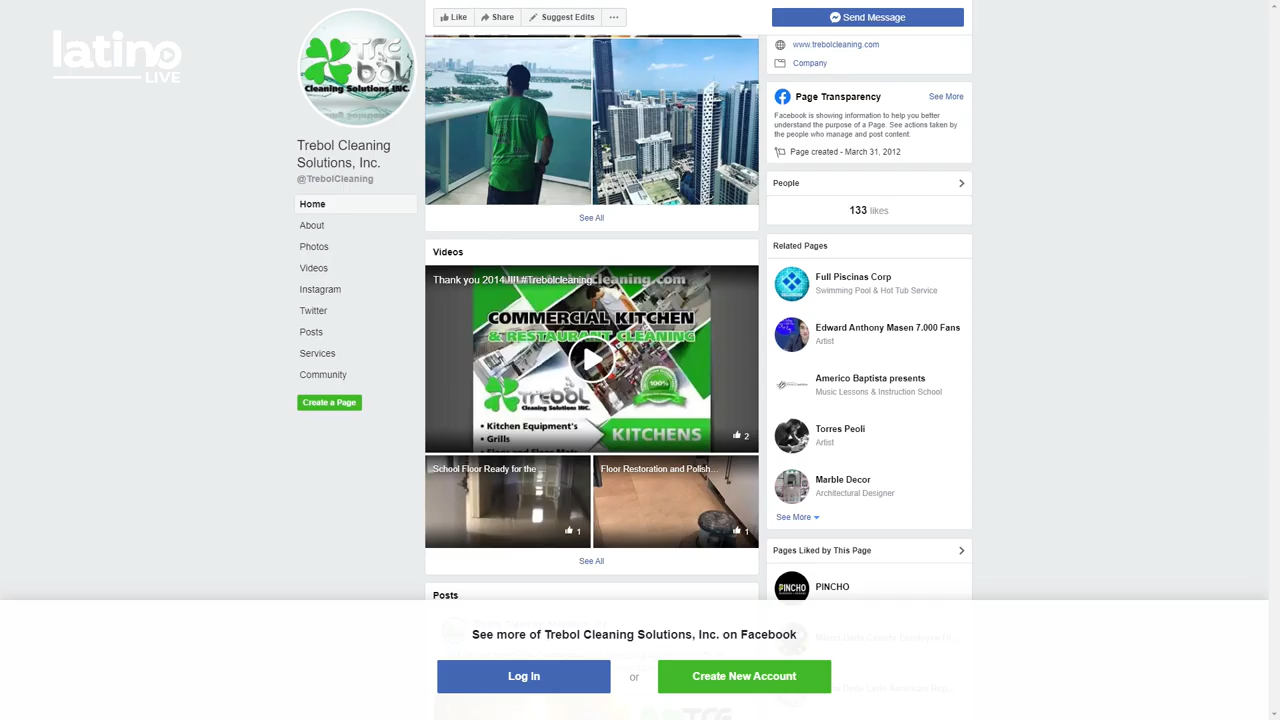 latino
LIVE
TRE
bOL
Cleaning Solutions INC.
Trebol Cleaning
Solutions, Inc.
@TrebolCleaning
Home
About
Photos
Videos
Instagram
Twitter
Posts
Services
Community
Create a Page
Like
Share
Suggest Edits
...
Send Message
See All
Videos
Thank you 2014 !!!! #Trebolcleaning...
COMMERCIAL KITCHEN
& RESTAURANT CLEANING
100%
TREbOL
Cleaning Solutions INC.
• Kitchen Equipment's
• Grills
KITCHENS
2
School Floor Ready for the ...
1
Floor Restoration and Polish...
1
See All
Posts
www.trebolcleaning.com
Company
Page Transparency
See More
Facebook is showing information to help you better
understand the purpose of a Page. See actions taken by
the people who manage and post content.
Page created - March 31, 2012
People
133 likes
Related Pages
Full Piscinas Corp
Swimming Pool & Hot Tub Service
Edward Anthony Masen 7.000 Fans
Artist
Americo Baptista presents
Music Lessons & Instruction School
Torres Peoli
Artist
Marble Decor
Architectural Designer
See More
Pages Liked by This Page
PINCHO
PINCHO
See more of Trebol Cleaning Solutions, Inc. on Facebook
Log In
or
Create New Account